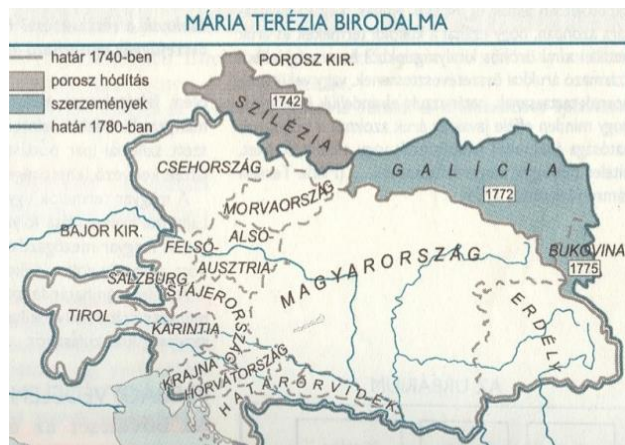 MÁRIA TERÉZIA BIRODALMA
határ 1740-ben
porosz hódítás
szerzemények
határ 1780-ban
POROSZ KIR.
1742
SZILÉZIA
CSEHORSZÁG
MORVAORSZÁG
GALÍCIA
1772
BAJOR KIR.
FELSŐ-
ALSÓ-
AUSZTRIA
MAGYARORSZÁG
BUKOVINA
1775
SALZBURG
STÁJERORSZÁG
ERDÉLY
TIROL
KARINTIA
KRAJNA
HORVÁTORSZÁG
HATÁRŐRVIDÉK